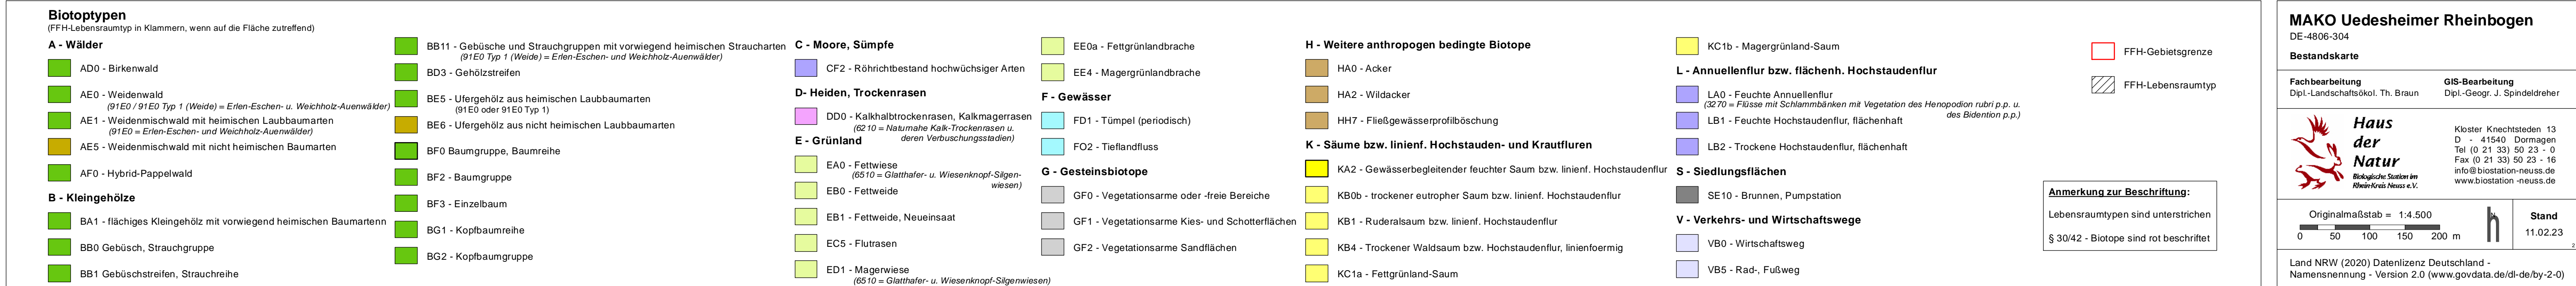 Biotoptypen
(FFH-Lebensraumtyp in Klammern, wenn auf die Fläche zutreffend)
A - Wälder
AD0 - Birkenwald
AE0 - Weidenwald
(91E0 / 91E0 Typ 1 (Weide) = Erlen-Eschen- u. Weichholz-Auenwälder)
AE1 - Weidenmischwald mit heimischen Laubbaumarten
(91E0 = Erlen-Eschen- und Weichholz-Auenwälder)
AE5 - Weidenmischwald mit nicht heimischen Baumarten
AF0 - Hybrid-Pappelwald
B - Kleingehölze
BA1 - flächiges Kleingehölz mit vorwiegend heimischen Baumartenn
BB0 Gebüsch, Strauchgruppe
BB1 Gebüschstreifen, Strauchreihe
BB11 - Gebüsche und Strauchgruppen mit vorwiegend heimischen Straucharten
(91E0 Typ 1 (Weide) = Erlen-Eschen- und Weichholz-Auenwälder)
BD3 - Gehölzstreifen
BE5 - Ufergehölz aus heimischen Laubbaumarten
(91E0 oder 91E0 Typ 1)
BE6 - Ufergehölz aus nicht heimischen Laubbaumarten
BF0 Baumgruppe, Baumreihe
BF2 - Baumgruppe
BF3 - Einzelbaum
BG1 - Kopfbaumreihe
BG2 - Kopfbaumgruppe
C - Moore, Sümpfe
CF2 - Röhrichtbestand hochwüchsiger Arten
D- Heiden, Trockenrasen
DD0 - Kalkhalbtrockenrasen, Kalkmagerrasen
(6210 = Naturnahe Kalk-Trockenrasen u.
deren Verbuschungsstadien)
E - Grünland
EA0 - Fettwiese
(6510 = Glatthafer- u. Wiesenknopf-Silgen-
wiesen)
EB0 - Fettweide
EB1 - Fettweide, Neueinsaat
EC5 - Flutrasen
ED1 - Magerwiese
(6510 = Glatthafer- u. Wiesenknopf-Silgenwiesen)
EE0a - Fettgrünlandbrache
EE4 - Magergrünlandbrache
F - Gewässer
FD1 - Tümpel (periodisch)
FO2 - Tieflandfluss
G - Gesteinsbiotope
GF0 - Vegetationsarme oder -freie Bereiche
GF1 - Vegetationsarme Kies- und Schotterflächen
GF2 - Vegetationsarme Sandflächen
H - Weitere anthropogen bedingte Biotope
HA0 - Acker
HA2 - Wildacker
HH7 - Fließgewässerprofilböschung
K - Säume bzw. linienf. Hochstauden- und Krautfluren
KA2 - Gewässerbegleitender feuchter Saum bzw. linienf. Hochstaudenflur
KB0b - trockener eutropher Saum bzw. linienf. Hochstaudenflur
KB1 - Ruderalsaum bzw. linienf. Hochstaudenflur
KB4 - Trockener Waldsaum bzw. Hochstaudenflur, linienfoermig
KC1a - Fettgrünland-Saum
KC1b - Magergrünland-Saum
L - Annuellenflur bzw. flächenh. Hochstaudenflur
LA0 - Feuchte Annuellenflur
(3270 = Flüsse mit Schlammbänken mit Vegetation des Henopodion rubri p.p. u.
des Bidention p.p.)
LB1 - Feuchte Hochstaudenflur, flächenhaft
LB2 - Trockene Hochstaudenflur, flächenhaft
S - Siedlungsflächen
SE10 - Brunnen, Pumpstation
V - Verkehrs- und Wirtschaftswege
VB0 - Wirtschaftsweg
VB5 - Rad-, Fußweg
FFH-Gebietsgrenze
FFH-Lebensraumtyp
Anmerkung zur Beschriftung:
Lebensraumtypen sind unterstrichen
§ 30/42 - Biotope sind rot beschriftet
MAKO Uedesheimer Rheinbogen
DE-4806-304
Bestandskarte
Fachbearbeitung
Dipl.-Landschaftsökol. Th. Braun
GIS-Bearbeitung
Dipl.-Geogr. J. Spindeldreher
Haus
der
Natur
Biologische Station im
Rhein-Kreis Neuss e.V.
Kloster Knechtsteden 13
D - 41540 Dormagen
Tel (0 21 33) 50 23 - 0
Fax (0 21 33) 50 23 - 16
info@biostation-neuss.de
www.biostation -neuss.de
Originalmaßstab = 1:4.500
0 50 100 150 200 m
Stand
11.02.23
2
Land NRW (2020) Datenlizenz Deutschland -
Namensnennung - Version 2.0 (www.govdata.de/dl-de/by-2-0)